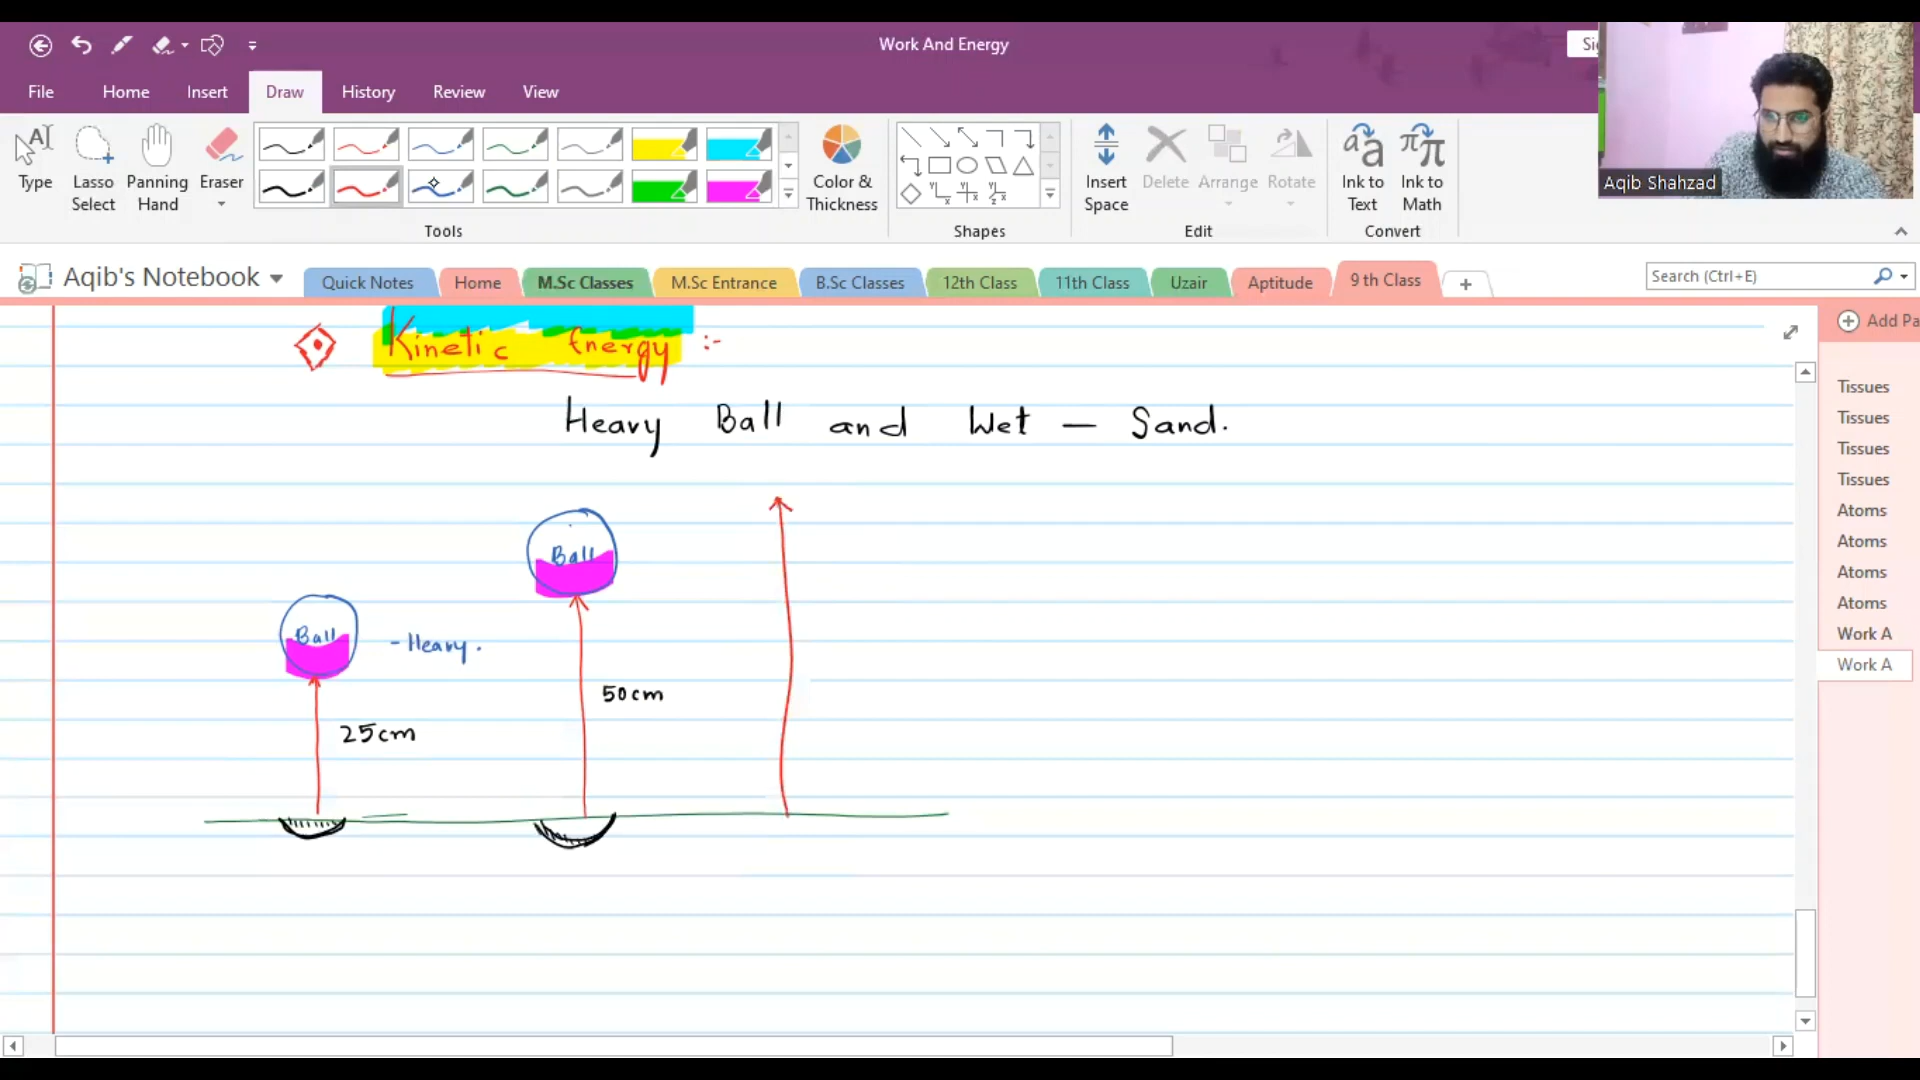 Work And Energy
File Home Insert Draw History Review View
Type
Lasso Select
Panning Hand
Eraser
Color & Thickness
Insert Space
Delete
Arrange
Rotate
Ink to Text
Ink to Math
Tools
Shapes
Edit
Convert
Aqib Shahzad
Aqib's Notebook
Quick Notes Home M.Sc Classes M.Sc Entrance B.Sc Classes 12th Class 11th Class Uzair Aptitude 9 th Class
Search (Ctrl+E)
Add Pa
Tissues
Tissues
Tissues
Tissues
Atoms
Atoms
Atoms
Atoms
Work A
Work A
Kinetic Energy :-
Heavy Ball and Wet - Sand.
Ball
Ball - Heavy.
50cm
25cm